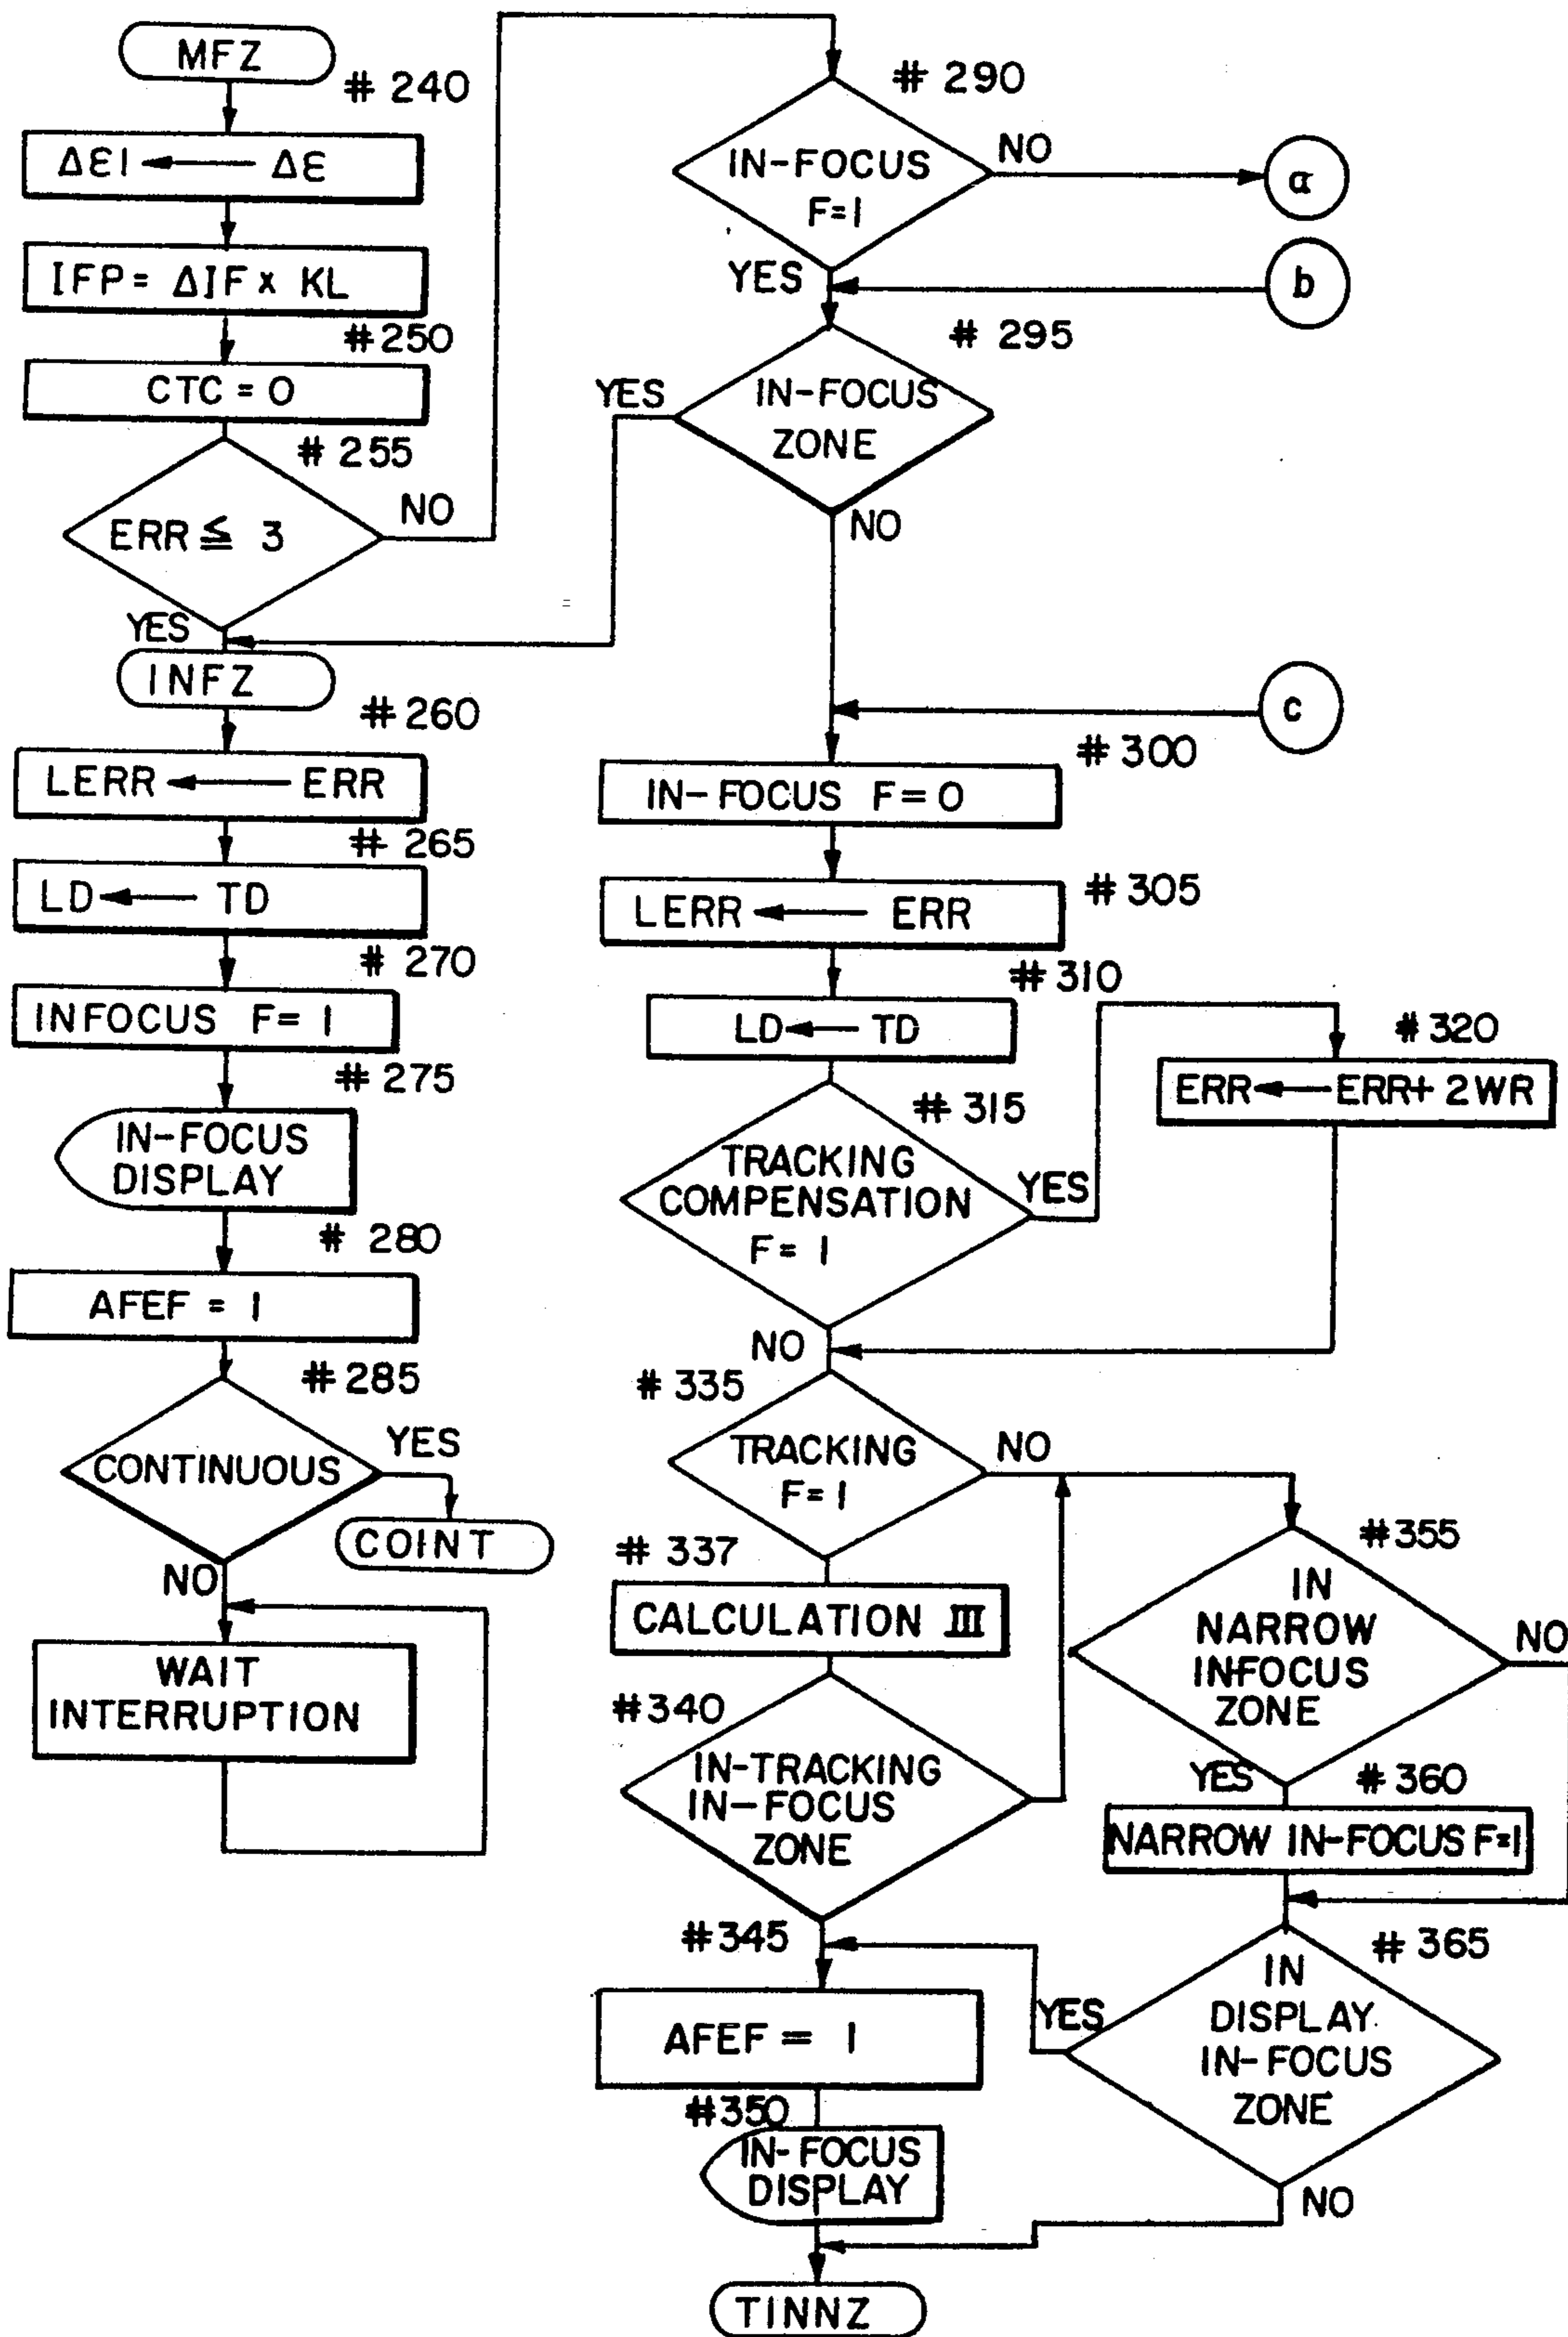 MFZ
# 240
ΔεI ← Δε
IFP = ΔIF x KL
# 250
CTC = 0
# 255
ERR ≦ 3
NO
YES
INFZ
# 260
LERR ← ERR
# 265
LD ← TD
# 270
INFOCUS F = 1
# 275
IN-FOCUS
DISPLAY
# 280
AFEF = 1
# 285
CONTINUOUS
YES
COINT
NO
WAIT
INTERRUPTION
# 290
IN-FOCUS
F=1
NO
a
YES
b
# 295
YES
IN-FOCUS
ZONE
NO
c
# 300
IN-FOCUS F=0
# 305
LERR ← ERR
# 310
LD ← TD
# 315
TRACKING
COMPENSATION
F= 1
YES
# 320
ERR ← ERR+ 2WR
NO
# 335
TRACKING
F=1
NO
# 337
CALCULATION III
#340
IN-TRACKING
IN-FOCUS
ZONE
#355
IN
NARROW
INFOCUS
ZONE
NO
YES
# 360
NARROW IN-FOCUS F=1
# 365
IN
DISPLAY
IN-FOCUS
ZONE
YES
NO
#345
AFEF = 1
#350
IN-FOCUS
DISPLAY
TINNZ